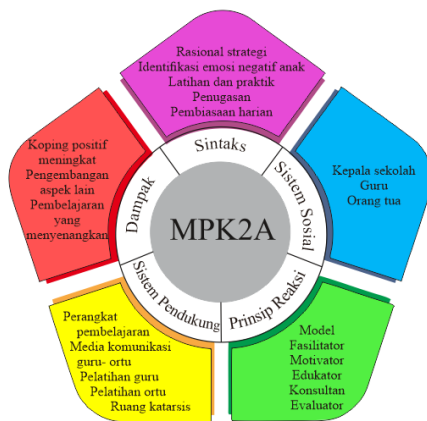 Rasional strategi
Identifikasi emosi negatif anak
Latihan dan praktik
Penugasan
Pembiasaan harian
Sintaks
Kepala sekolah
Guru
Orang tua
Sistem Sosial
Model
Fasilitator
Motivator
Edukator
Konsultan
Evaluator
Prinsip Reaksi
Perangkat
pembelajaran
Media komunikasi
guru- ortu
Pelatihan guru
Pelatihan ortu
Ruang katarsis
Sistem Pendukung
Koping positif
meningkat
Pengembangan
aspek lain
Pembelajaran
yang
menyenangkan
Dampak
MPK2A